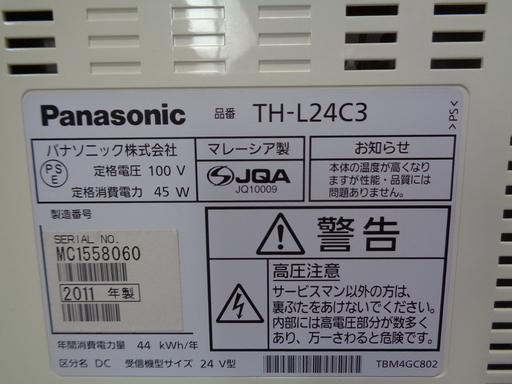 Panasonic 品番 TH-L24C3
>PS<
パナソニック株式会社
PS
E
定格電圧 100 V
定格消費電力 45 W
マレーシア製
JQA
JQ10009
お知らせ
本体の温度が高くなり
ますが性能・品質には
問題ありません。
製造番号
SERIAL NO.
MC1558060
2011 年製
警告
高圧注意
サービスマン以外の方は、
裏ぶたをあけないでください。
内部には高電圧部分が数多く
あり、万一さわると危険です。
年間消費電力量 44 kWh/年
区分名 DC 受信機型サイズ 24 V型
TBM4GC802